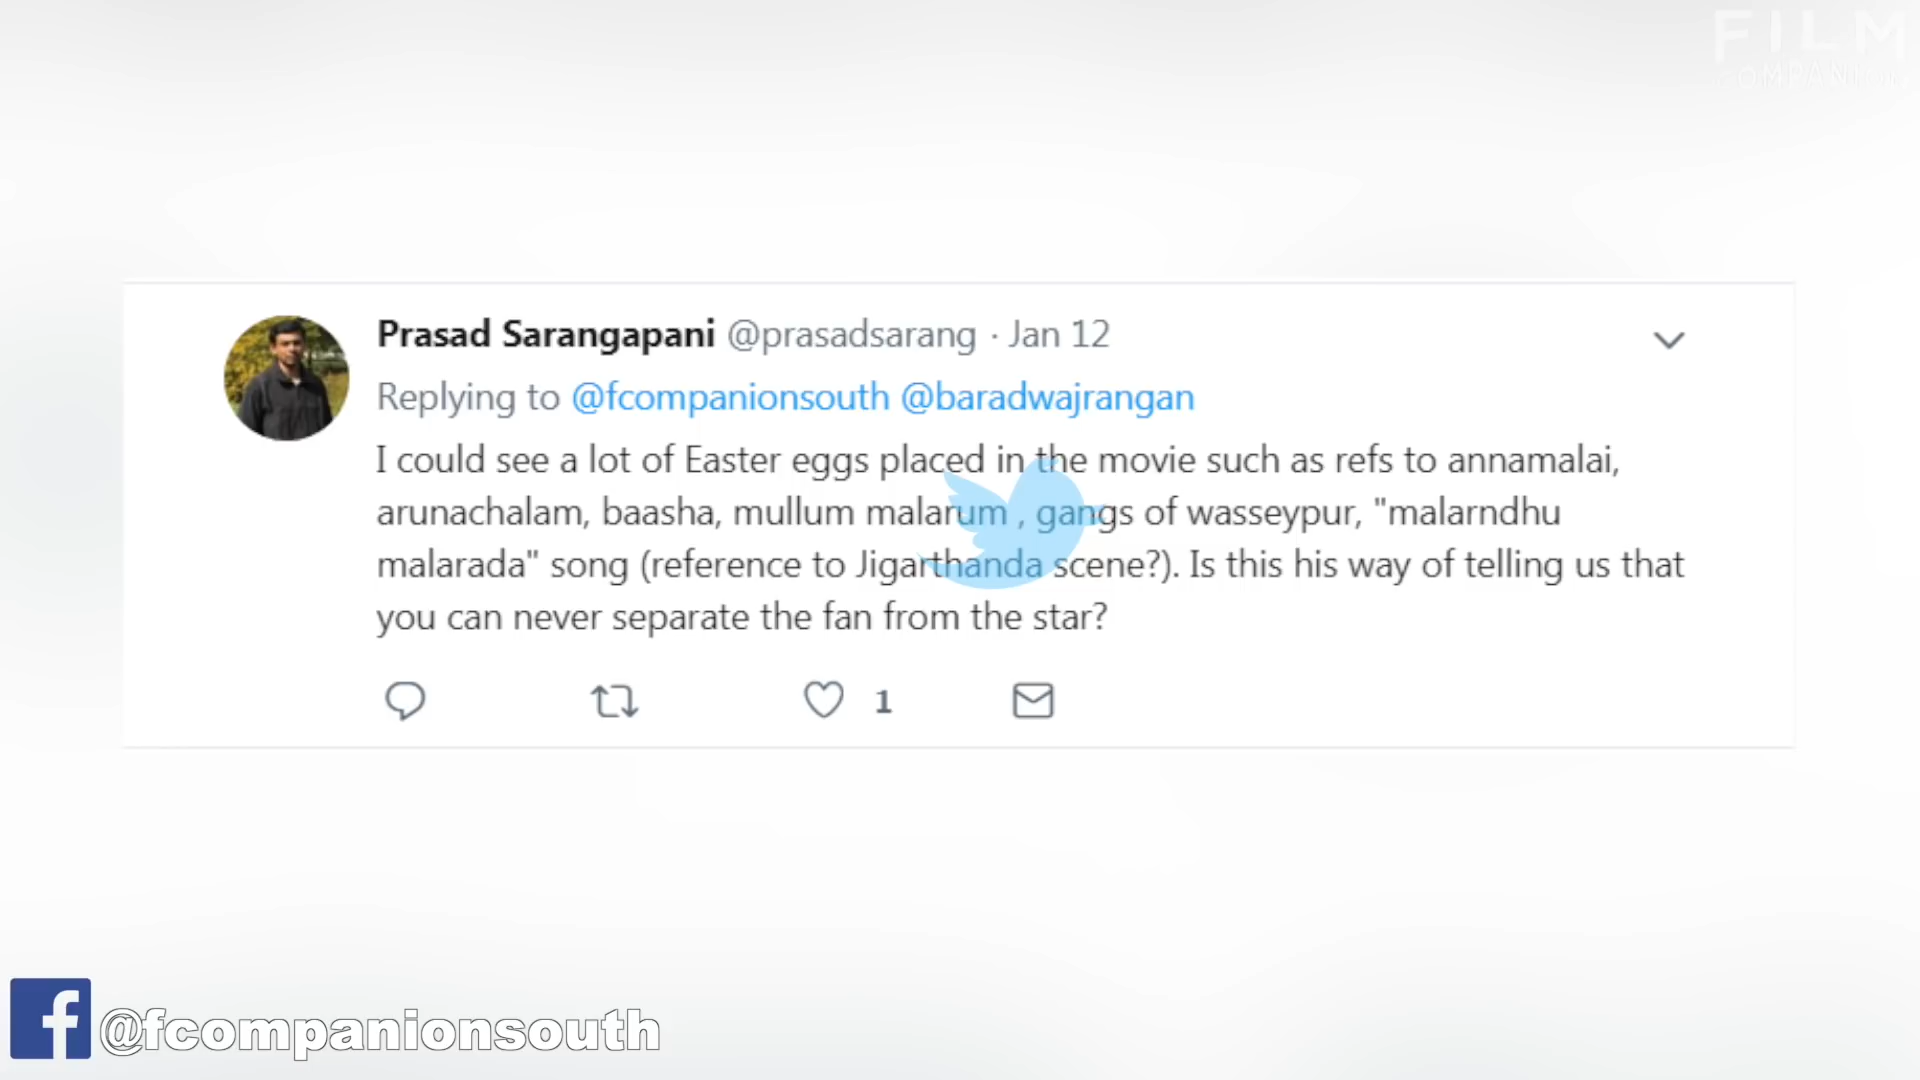 FILM
COMPANION
Prasad Sarangapani @prasadsarang · Jan 12
Replying to @fcompanionsouth @baradwajrangan
I could see a lot of Easter eggs placed in the movie such as refs to annamalai,
arunachalam, baasha, mullum malarum , gangs of wasseypur, "malarndhu
malarada" song (reference to Jigarthanda scene?). Is this his way of telling us that
you can never separate the fan from the star?
1
@fcompanionsouth